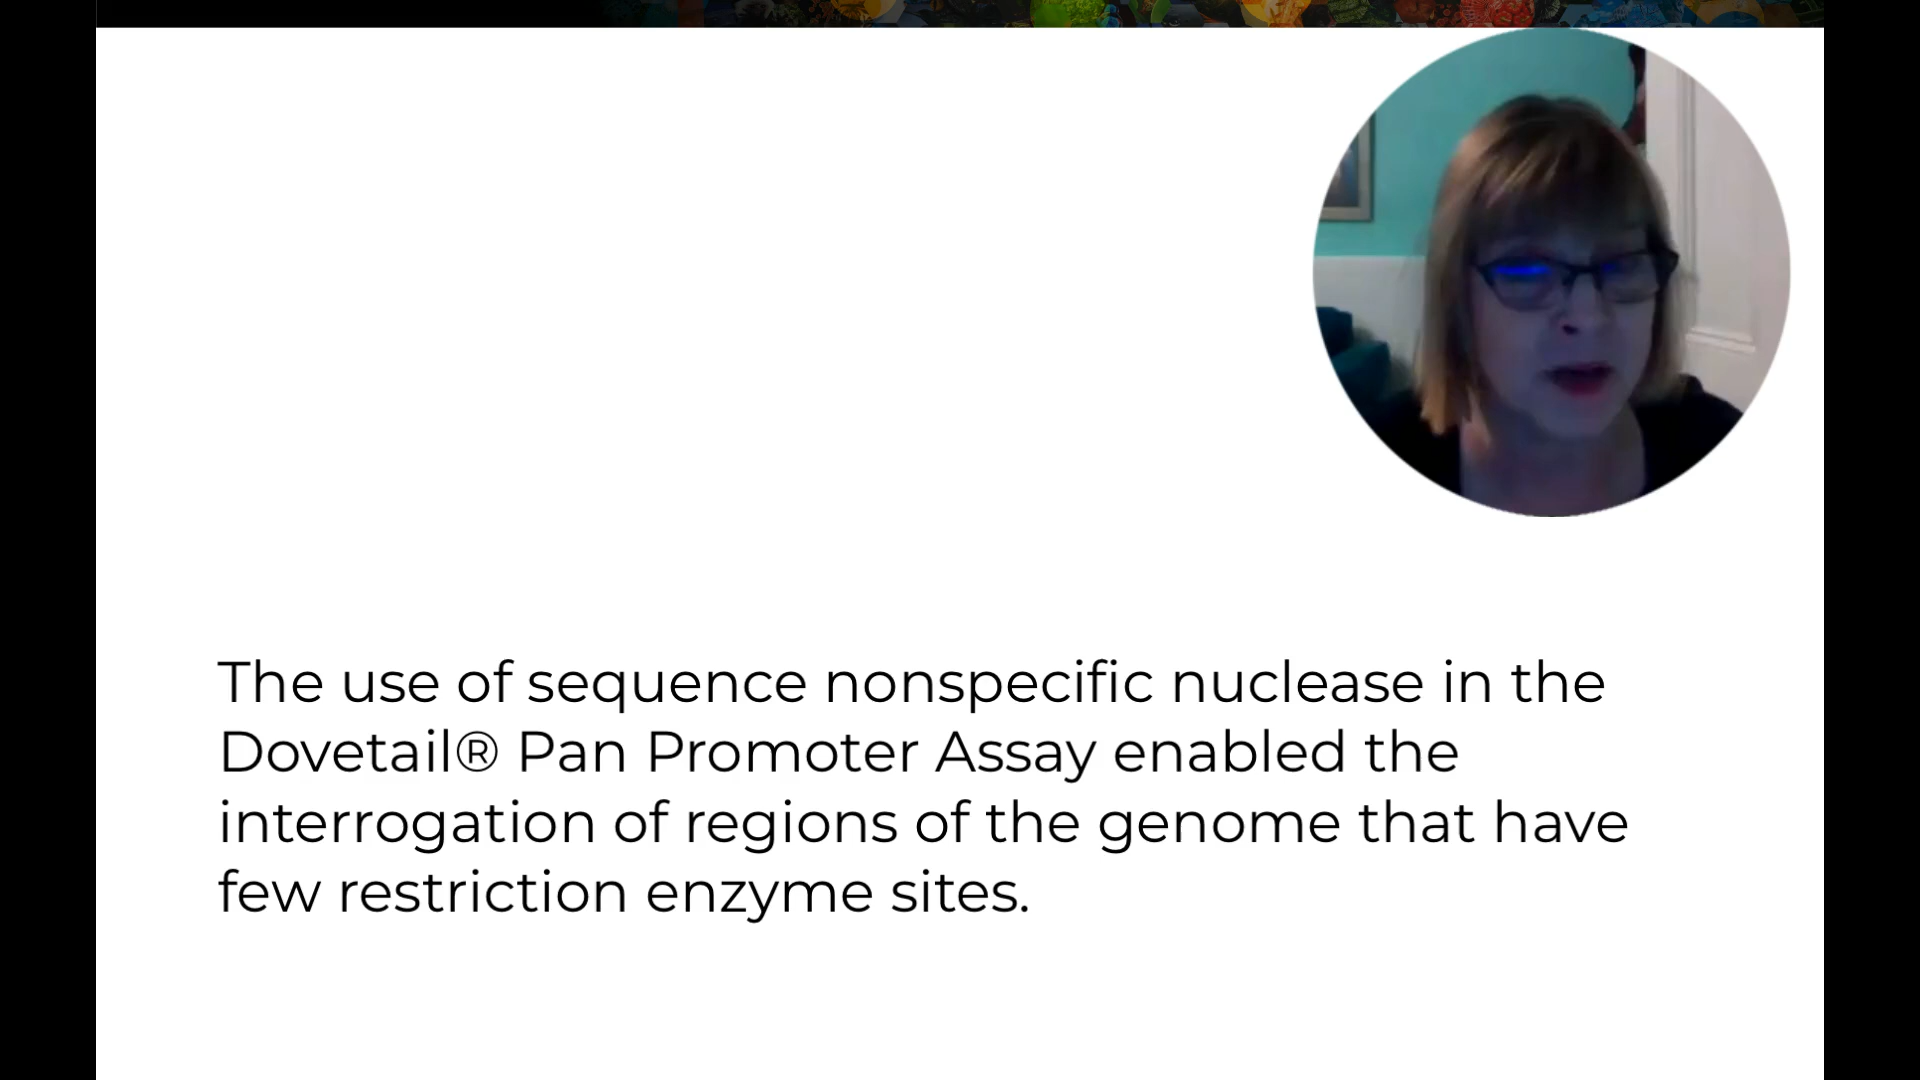 The use of sequence nonspecific nuclease in the
Dovetail® Pan Promoter Assay enabled the
interrogation of regions of the genome that have
few restriction enzyme sites.